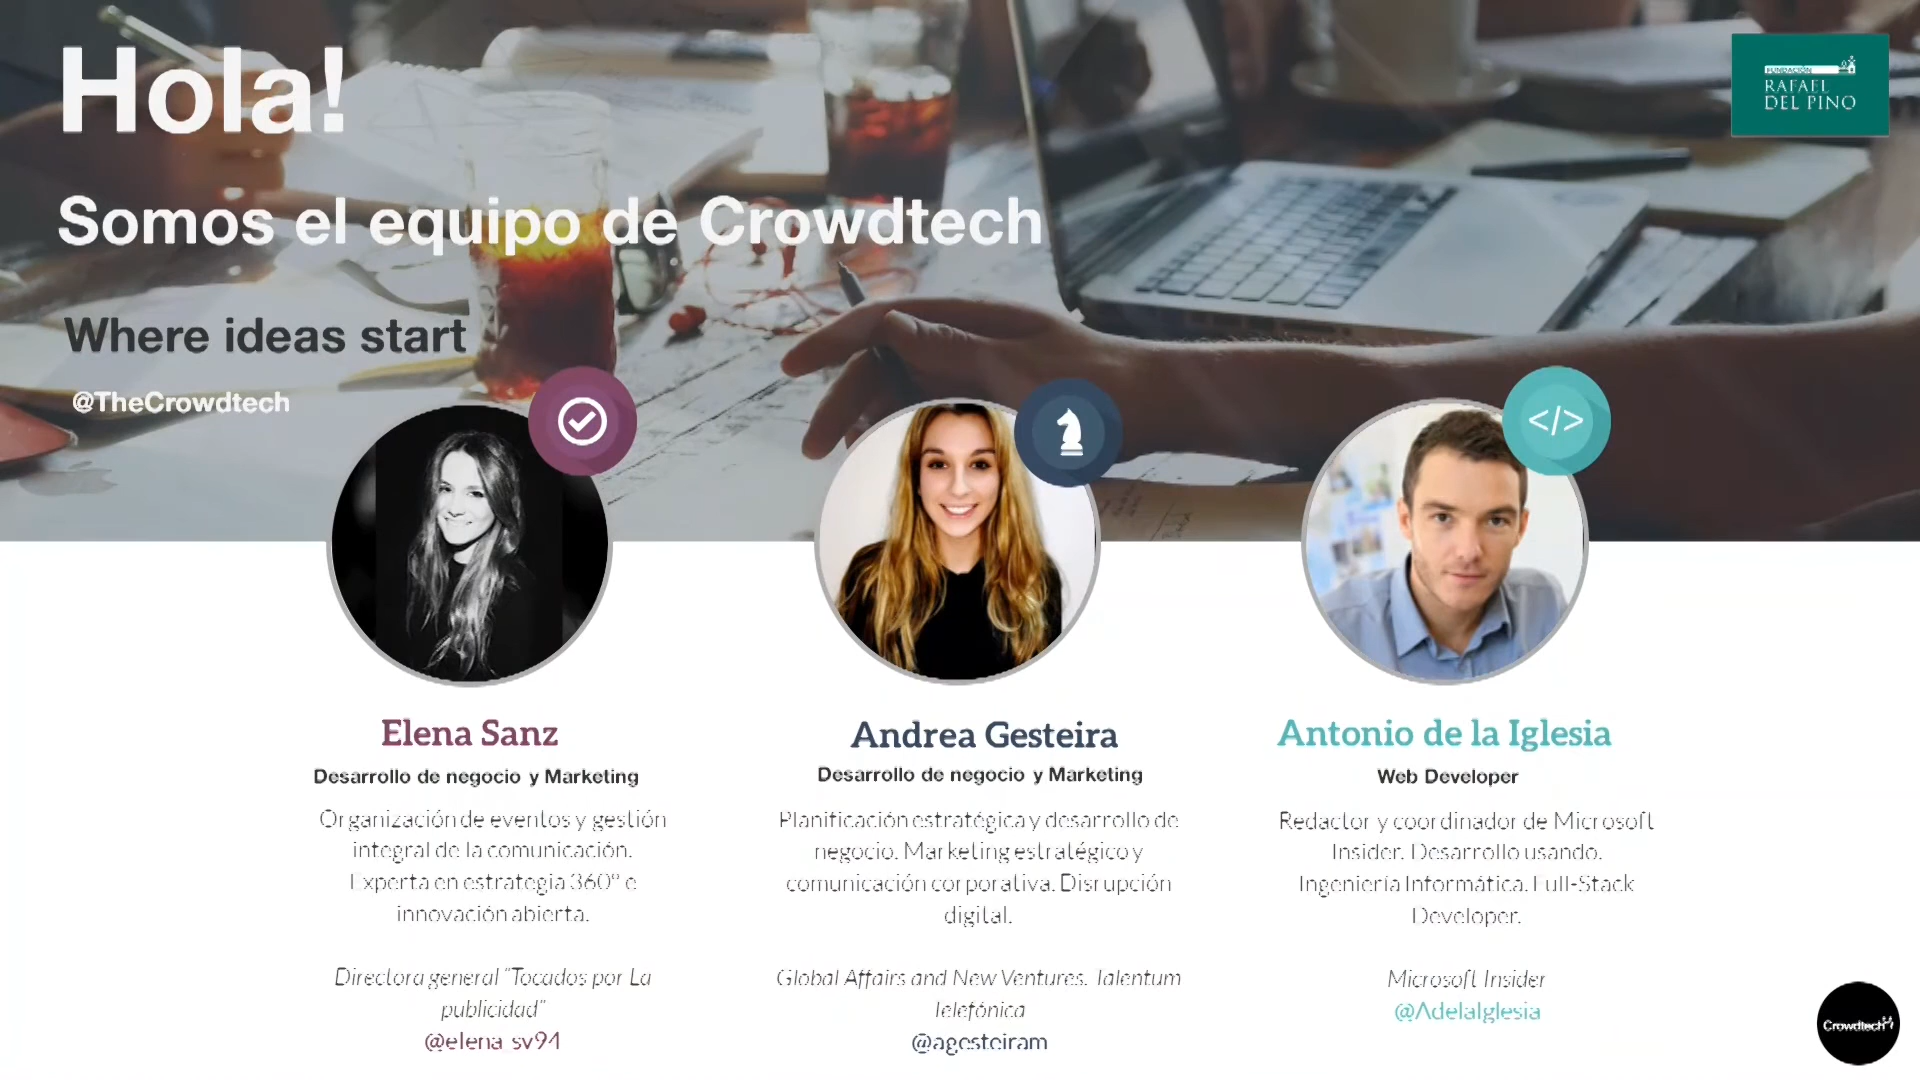 Hola!
FUNDACIÓN
RAFAEL
DEL PINO
Somos el equipo de Crowdtech
Where ideas start
@TheCrowdtech
</>
Elena Sanz
Desarrollo de negocio y Marketing
Organización de eventos y gestión
integral de la comunicación.
Experta en estrategia 360º e
innovación abierta.
Directora general "Tocados por La
publicidad"
@elena_sv94
Andrea Gesteira
Desarrollo de negocio y Marketing
Planificación estratégica y desarrollo de
negocio. Marketing estratégico y
comunicación corporativa. Disrupción
digital.
Global Affairs and New Ventures. Talentum
Telefónica
@agesteiram
Antonio de la Iglesia
Web Developer
Redactor y coordinador de Microsoft
Insider. Desarrollo usando.
Ingeniería Informática. Full-Stack
Developer.
Microsoft Insider
@AdelaIglesia
Crowdtech